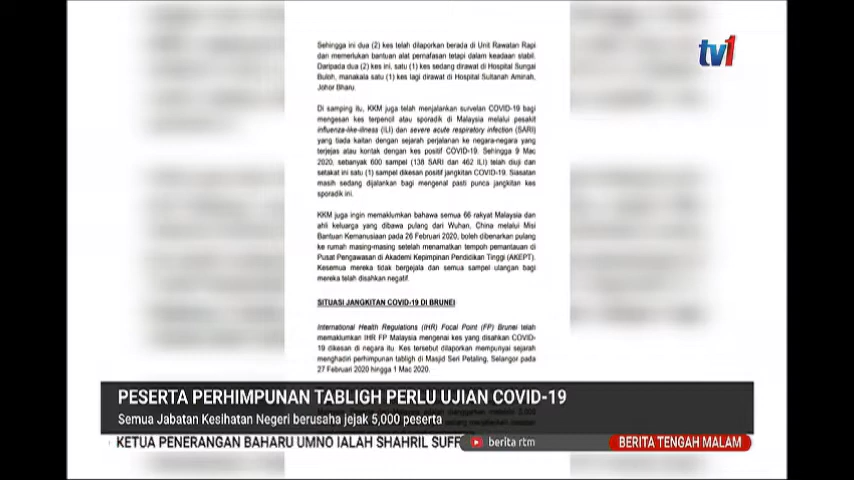 Sehingga ini dua (2) kes telah dilaporkan berada di Unit Rawatan Rapi
dan memerlukan bantuan alat pernafasan tetapi dalam keadaan stabil.
Daripada dua (2) kes ini, satu (1) kes sedang dirawat di Hospital Sungai
Buloh, manakala satu (1) kes lagi dirawat di Hospital Sultanah Aminah,
Johor Bharu.
Di samping itu, KKM juga telah menjalankan survelan COVID-19 bagi
mengesan kes terpencil atau sporadik di Malaysia melalui pesakit
influenza-like-illness (ILI) dan severe acute respiratory infection (SARI)
yang tiada kaitan dengan sejarah perjalanan ke negara-negara yang
terjejas atau kontak dengan kes positif COVID-19. Sehingga 9 Mac
2020, sebanyak 600 sampel (138 SARI dan 462 ILI) telah diuji dan
setakat ini satu (1) sampel dikesan positif jangkitan COVID-19. Siasatan
masih sedang dijalankan bagi mengenal pasti punca jangkitan kes
sporadik ini.
KKM juga ingin memaklumkan bahawa semua 66 rakyat Malaysia dan
ahli keluarga yang dibawa pulang dari Wuhan, China melalui Misi
Bantuan Kemanusiaan pada 26 Februari 2020, boleh dibenarkan pulang
ke rumah masing-masing setelah menamatkan tempoh pemantauan di
Pusat Pengawasan di Akademi Kepimpinan Pendidikan Tinggi (AKEPT).
Kesemua mereka tidak bergejala dan semua sampel ulangan bagi
mereka telah disahkan negatif.
SITUASI JANGKITAN COVID-19 DI BRUNEI
International Health Regulations (IHR) Focal Point (FP) Brunei telah
memaklumkan IHR FP Malaysia mengenai kes yang disahkan COVID-
19 dikesan di negara itu. Kes tersebut dilaporkan mempunyai sejarah
menghadiri perhimpunan tabligh di Masjid Seri Petaling, Selangor pada
27 Februari 2020 hingga 1 Mac 2020.
tv1
PESERTA PERHIMPUNAN TABLIGH PERLU UJIAN COVID-19
Semua Jabatan Kesihatan Negeri berusaha jejak 5,000 peserta
KETUA PENERANGAN BAHARU UMNO IALAH SHAHRIL SUFF
berita rtm
BERITA TENGAH MALAM